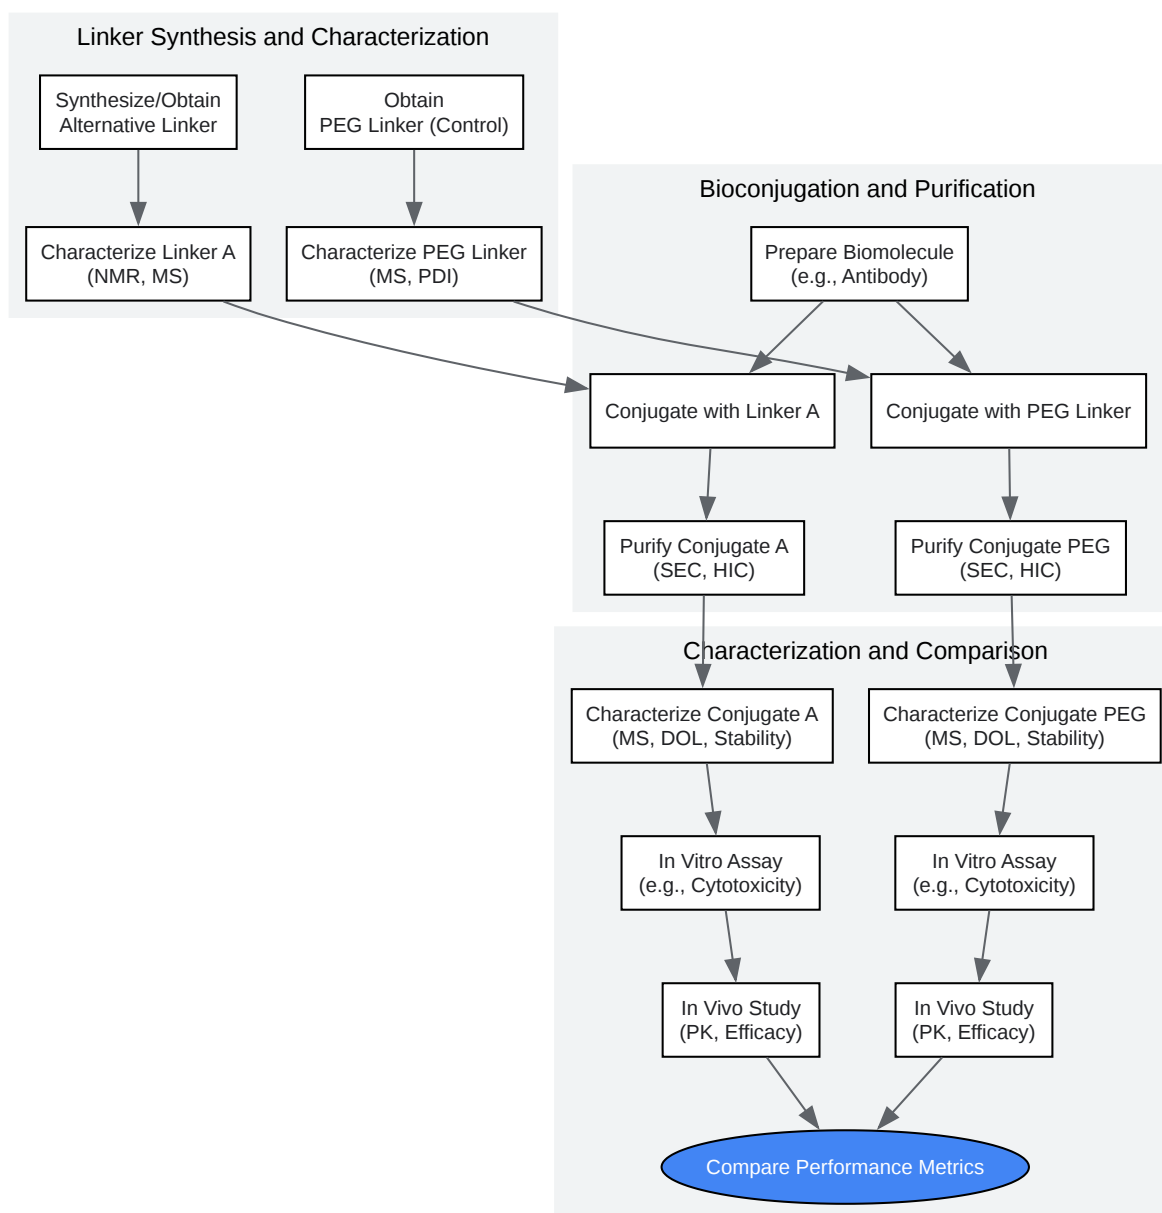 Linker Synthesis and Characterization
Synthesize/Obtain
Alternative Linker
Obtain
PEG Linker (Control)
Characterize Linker A
(NMR, MS)
Characterize PEG Linker
(MS, PDI)
Bioconjugation and Purification
Prepare Biomolecule
(e.g., Antibody)
Conjugate with Linker A
Conjugate with PEG Linker
Purify Conjugate A
(SEC, HIC)
Purify Conjugate PEG
(SEC, HIC)
Characterization and Comparison
Characterize Conjugate A
(MS, DOL, Stability)
Characterize Conjugate PEG
(MS, DOL, Stability)
In Vitro Assay
(e.g., Cytotoxicity)
In Vitro Assay
(e.g., Cytotoxicity)
In Vivo Study
(PK, Efficacy)
In Vivo Study
(PK, Efficacy)
Compare Performance Metrics